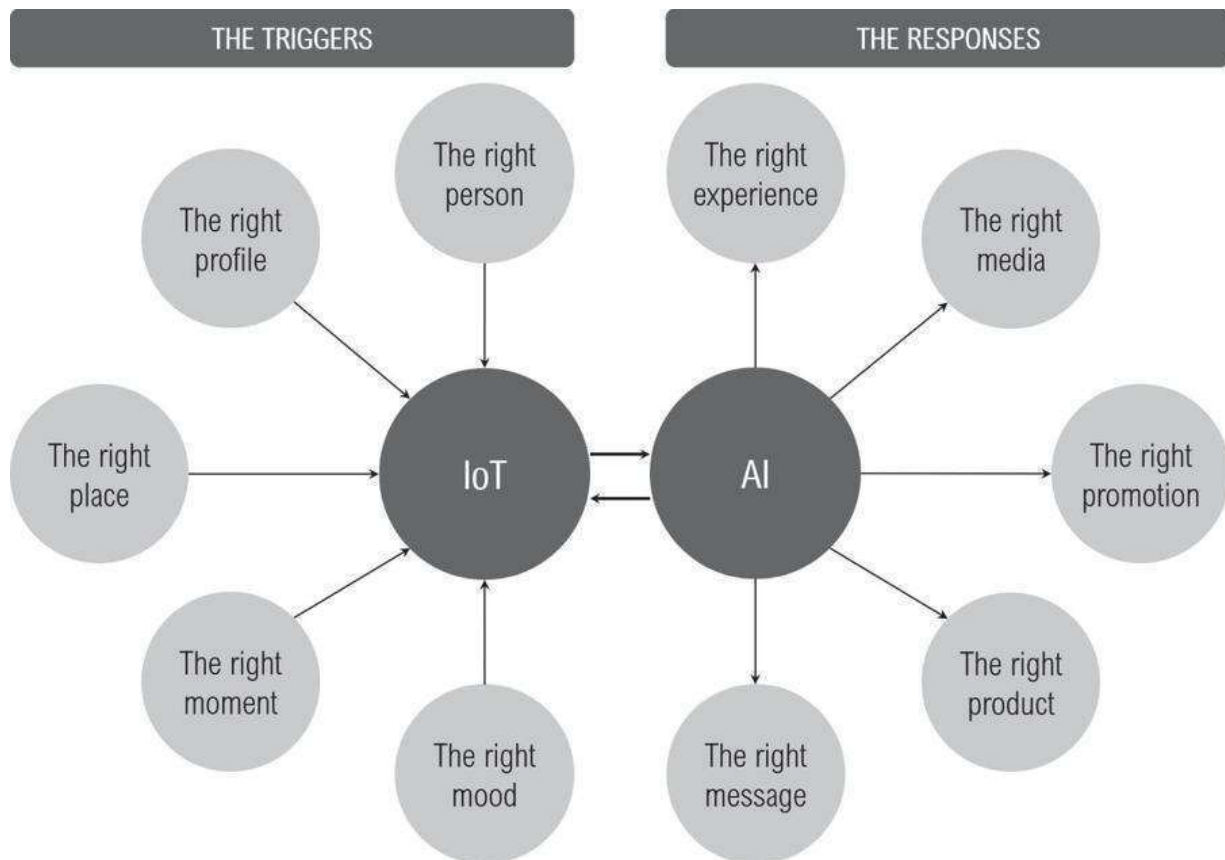 THE TRIGGERS
THE RESPONSES
The right
person
The right
experience
The right
profile
The right
media
The right
place
IoT
AI
The right
promotion
The right
moment
The right
product
The right
mood
The right
message